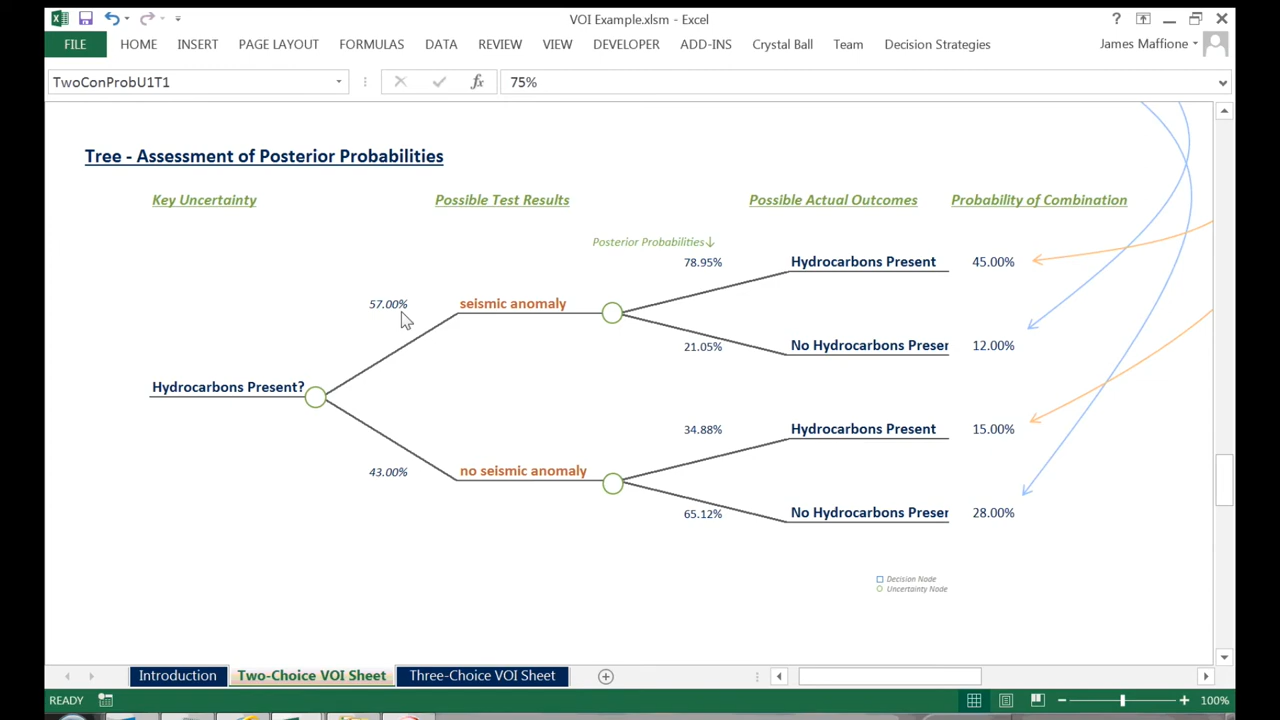 VOI Example.xlsm - Excel
FILE HOME INSERT PAGE LAYOUT FORMULAS DATA REVIEW VIEW DEVELOPER ADD-INS Crystal Ball Team Decision Strategies James Maffione
TwoConProbU1T1 fx 75%
Tree - Assessment of Posterior Probabilities
Key Uncertainty Possible Test Results Possible Actual Outcomes Probability of Combination
Posterior Probabilities↓
78.95% Hydrocarbons Present 45.00%
57.00% seismic anomaly
21.05% No Hydrocarbons Preser 12.00%
Hydrocarbons Present?
34.88% Hydrocarbons Present 15.00%
43.00% no seismic anomaly
65.12% No Hydrocarbons Preser 28.00%
Decision Node
Uncertainty Node
Introduction Two-Choice VOI Sheet Three-Choice VOI Sheet
READY 100%